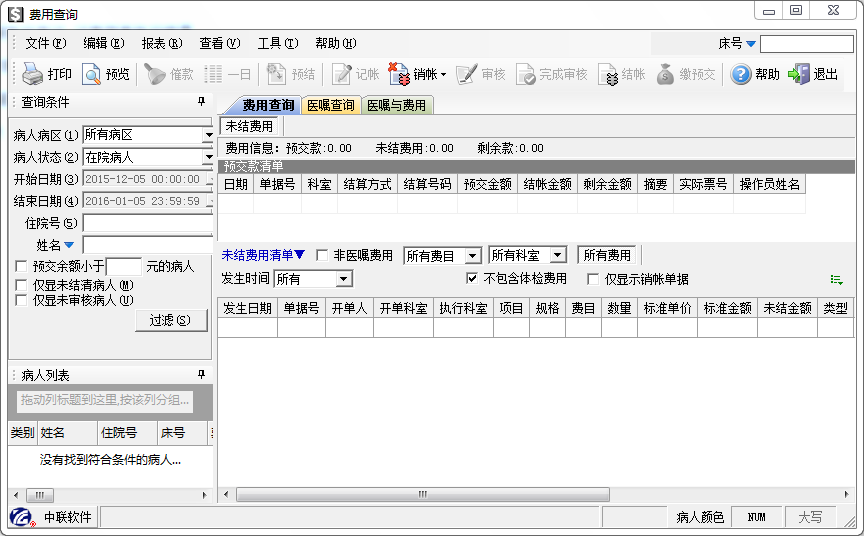 费用查询
文件(F) 编辑(E) 报表(R) 查看(V) 工具(T) 帮助(H) 床号
打印 预览 催款 一日 预结 记帐 销帐 审核 完成审核 结帐 缴预交 帮助 退出
查询条件
病人病区(1) 所有病区
病人状态(2) 在院病人
开始日期(3) 2015-12-05 00:00:00
结束日期(4) 2016-01-05 23:59:59
住院号(5)
姓名
预交余额小于 元的病人
仅显未结清病人(M)
仅显未审核病人(U)
过滤(S)
病人列表
拖动列标题到这里,按该列分组...
类别 姓名 住院号 床号
没有找到符合条件的病人...
费用查询 医嘱查询 医嘱与费用
未结费用
费用信息：预交款:0.00 未结费用:0.00 剩余款:0.00
预交款清单
日期 单据号 科室 结算方式 结算号码 预交金额 结帐金额 剩余金额 摘要 实际票号 操作员姓名
未结费用清单▼ 非医嘱费用 所有费目 所有科室 所有费用
发生时间 所有 不包含体检费用 仅显示销帐单据
发生日期 单据号 开单人 开单科室 执行科室 项目 规格 费目 数量 标准单价 标准金额 未结金额 类型
中联软件 病人颜色 NUM 大写